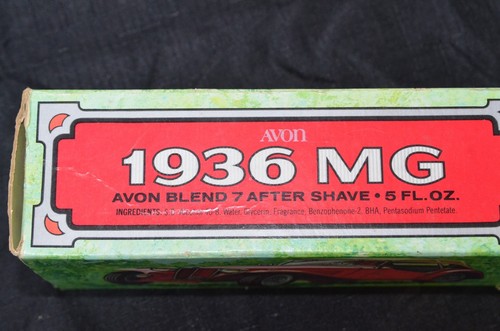 AVON
1936 MG
AVON BLEND 7 AFTER SHAVE • 5 FL. OZ.
INGREDIENTS: Water, Glycerin, Fragrance, Benzophenone-2, BHA, Pentasodium Pentetate.